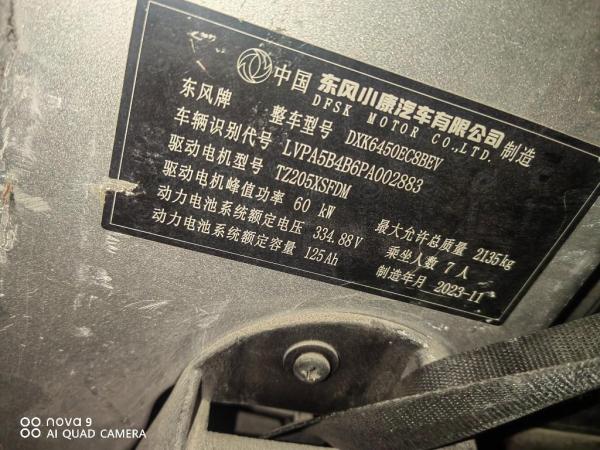 中国 东风小康汽车有限公司 制造
DFSK MOTOR CO.,LTD.
东风牌 整车型号 DXK6450EC8BEV
车辆识别代号 LVPA5B4B6PA002883
驱动电机型号 TZ205XSFDM
驱动电机峰值功率 60 kW 最大允许总质量 2135kg
动力电池系统额定电压 334.88V 乘坐人数 7人
动力电池系统额定容量 125Ah 制造年月 2023-11
nova 9
AI QUAD CAMERA